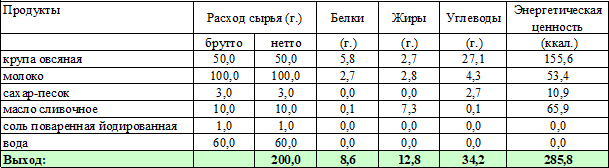 Продукты Расход сырья (г.) Белки Жиры Углеводы Энергетическая ценность
брутто нетто (г.) (г.) (г.) (ккал.)
крупа овсяная 50,0 50,0 5,8 2,7 27,1 155,6
молоко 100,0 100,0 2,7 2,8 4,3 53,4
сахар-песок 3,0 3,0 0,0 0,0 2,7 10,9
масло сливочное 10,0 10,0 0,1 7,3 0,1 65,9
соль поваренная йодированная 1,0 1,0 0,0 0,0 0,0 0,0
вода 60,0 60,0 0,0 0,0 0,0 0,0
Выход: 200,0 8,6 12,8 34,2 285,8